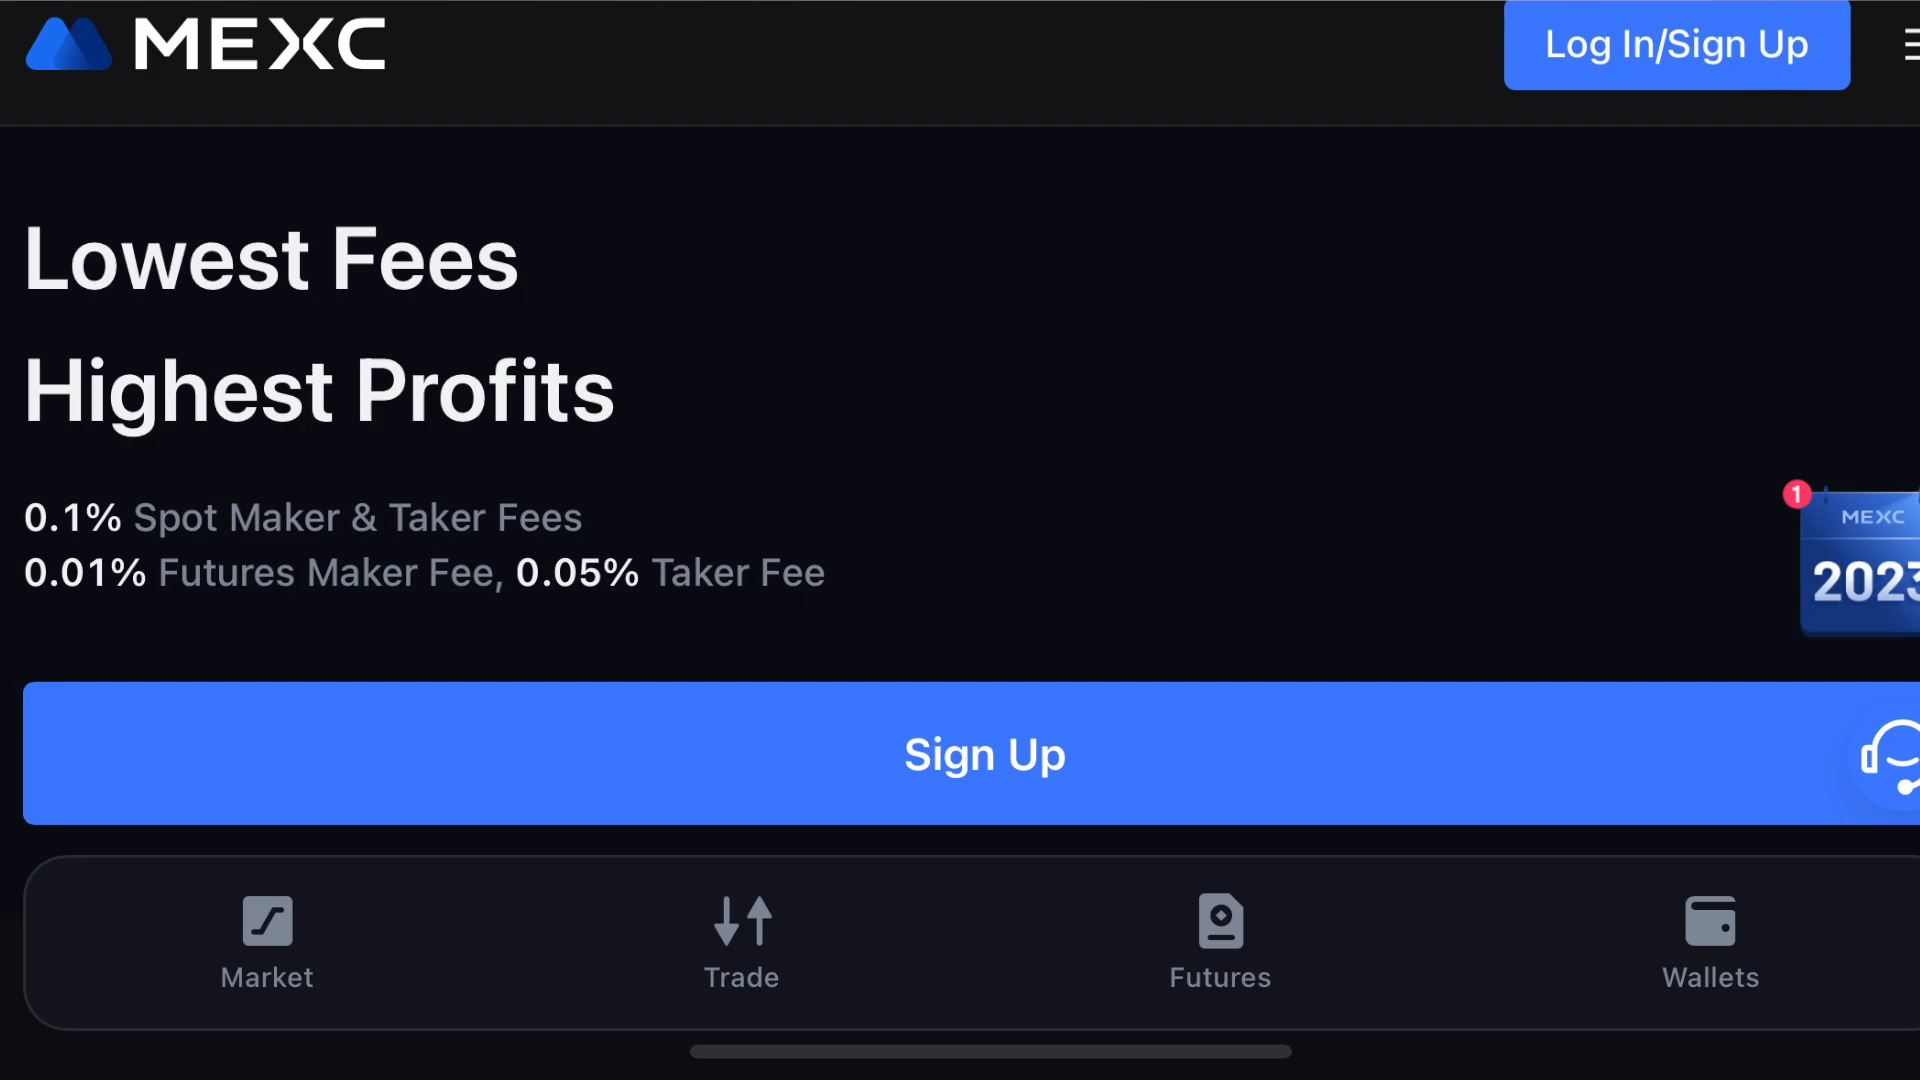 MEXC
Log In/Sign Up
Lowest Fees
Highest Profits
0.1% Spot Maker & Taker Fees
0.01% Futures Maker Fee, 0.05% Taker Fee
1
MEXC
2023
Sign Up
Market
Trade
Futures
Wallets